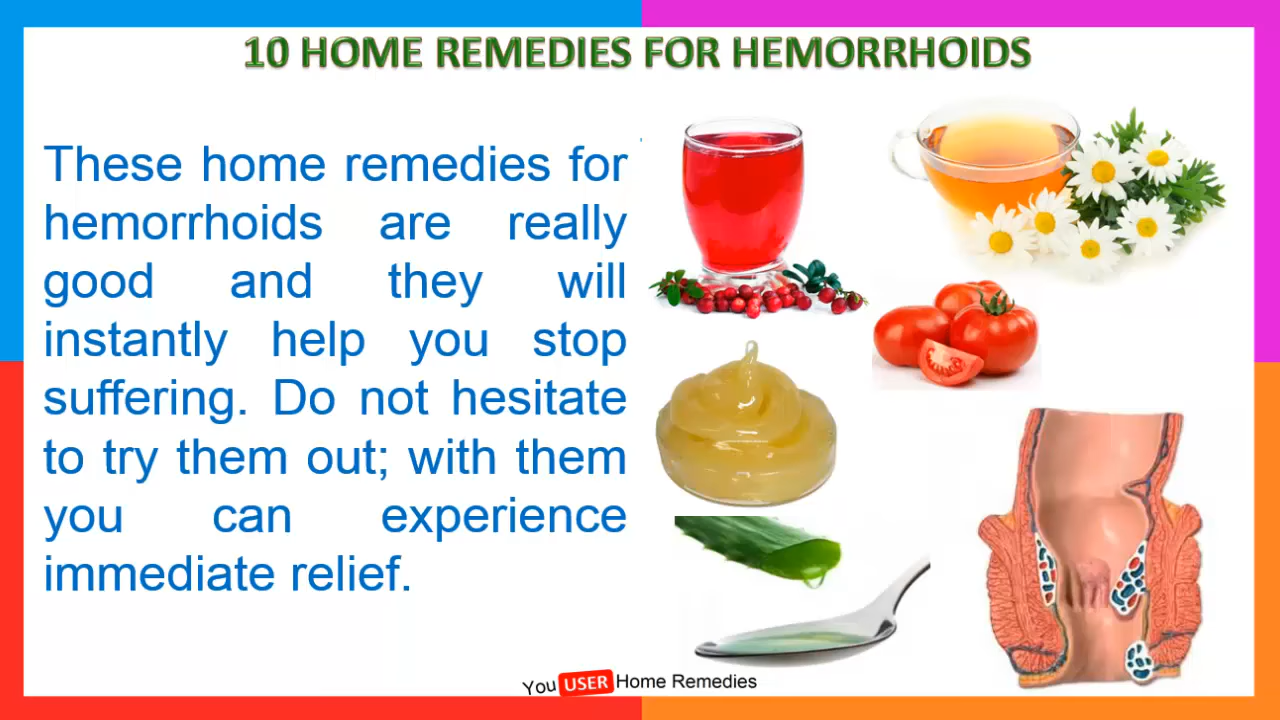 10 HOME REMEDIES FOR HEMORRHOIDS
These home remedies for
hemorrhoids are really
good and they will
instantly help you stop
suffering. Do not hesitate
to try them out; with them
you can experience
immediate relief.
You USER Home Remedies